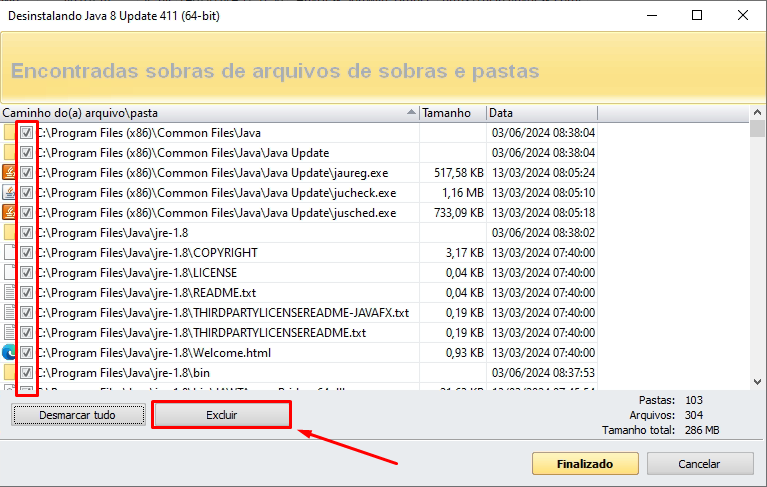 Desinstalando Java 8 Update 411 (64-bit)
Encontradas sobras de arquivos de sobras e pastas
Caminho do(a) arquivo\pasta Tamanho Data
C:\Program Files (x86)\Common Files\Java 03/06/2024 08:38:04
C:\Program Files (x86)\Common Files\Java\Java Update 03/06/2024 08:38:04
C:\Program Files (x86)\Common Files\Java\Java Update\jaureg.exe 517,58 KB 13/03/2024 08:05:24
C:\Program Files (x86)\Common Files\Java\Java Update\jucheck.exe 1,16 MB 13/03/2024 08:05:10
C:\Program Files (x86)\Common Files\Java\Java Update\jusched.exe 733,09 KB 13/03/2024 08:05:18
C:\Program Files\Java\jre-1.8 03/06/2024 08:38:02
C:\Program Files\Java\jre-1.8\COPYRIGHT 3,17 KB 13/03/2024 07:40:00
C:\Program Files\Java\jre-1.8\LICENSE 0,04 KB 13/03/2024 07:40:00
C:\Program Files\Java\jre-1.8\README.txt 0,04 KB 13/03/2024 07:40:00
C:\Program Files\Java\jre-1.8\THIRDPARTYLICENSEREADME-JAVAFX.txt 0,19 KB 13/03/2024 07:40:00
C:\Program Files\Java\jre-1.8\THIRDPARTYLICENSEREADME.txt 0,19 KB 13/03/2024 07:40:00
C:\Program Files\Java\jre-1.8\Welcome.html 0,93 KB 13/03/2024 07:40:00
C:\Program Files\Java\jre-1.8\bin 03/06/2024 08:37:53
Desmarcar tudo Excluir
Pastas: 103
Arquivos: 304
Tamanho total: 286 MB
Finalizado Cancelar